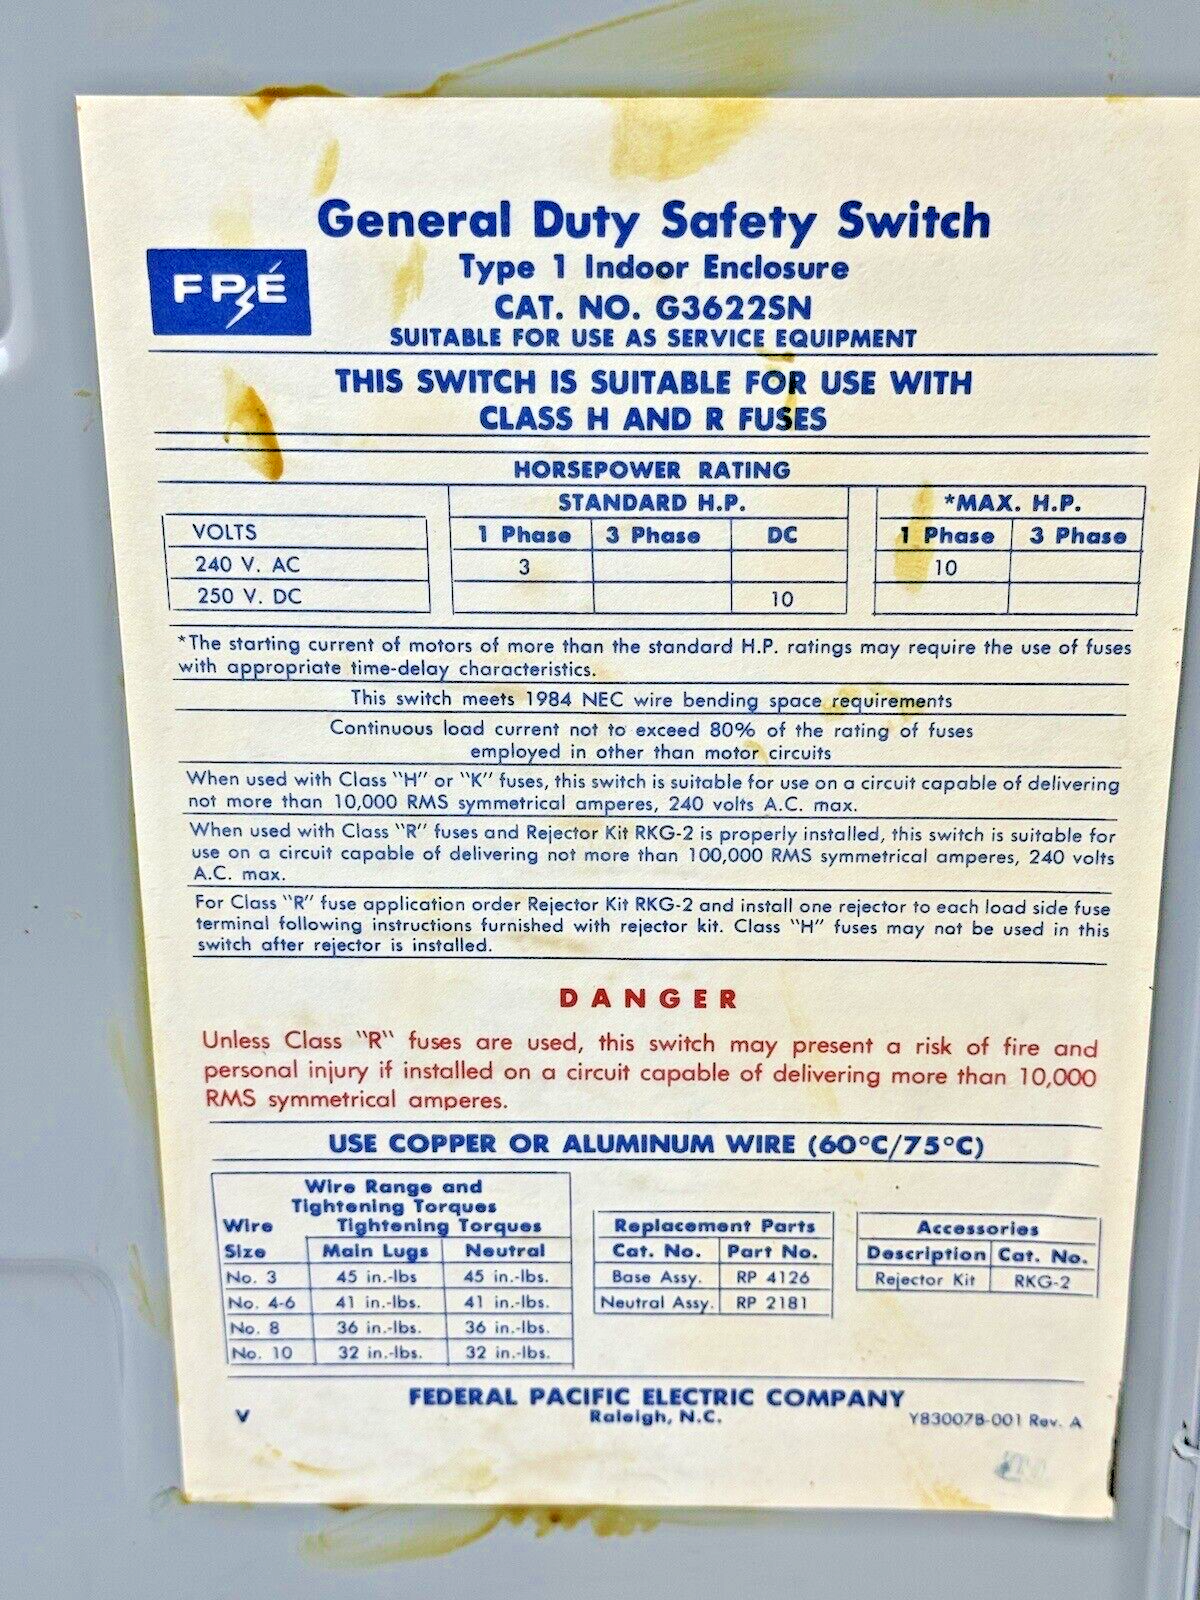 General Duty Safety Switch
FPÉ
Type 1 Indoor Enclosure
CAT. NO. G3622SN
SUITABLE FOR USE AS SERVICE EQUIPMENT
THIS SWITCH IS SUITABLE FOR USE WITH
CLASS H AND R FUSES
HORSEPOWER RATING
STANDARD H.P. *MAX. H.P.
VOLTS 1 Phase 3 Phase DC 1 Phase 3 Phase
240 V. AC 3 10
250 V. DC 10
*The starting current of motors of more than the standard H.P. ratings may require the use of fuses
with appropriate time-delay characteristics.
This switch meets 1984 NEC wire bending space requirements
Continuous load current not to exceed 80% of the rating of fuses
employed in other than motor circuits
When used with Class "H" or "K" fuses, this switch is suitable for use on a circuit capable of delivering
not more than 10,000 RMS symmetrical amperes, 240 volts A.C. max.
When used with Class "R" fuses and Rejector Kit RKG-2 is properly installed, this switch is suitable for
use on a circuit capable of delivering not more than 100,000 RMS symmetrical amperes, 240 volts
A.C. max.
For Class "R" fuse application order Rejector Kit RKG-2 and install one rejector to each load side fuse
terminal following instructions furnished with rejector kit. Class "H" fuses may not be used in this
switch after rejector is installed.
DANGER
Unless Class "R" fuses are used, this switch may present a risk of fire and
personal injury if installed on a circuit capable of delivering more than 10,000
RMS symmetrical amperes.
USE COPPER OR ALUMINUM WIRE (60°C/75°C)
Wire Range and
Tightening Torques
Wire Tightening Torques
Size Main Lugs Neutral
No. 3 45 in.-lbs 45 in.-lbs.
No. 4-6 41 in.-lbs. 41 in.-lbs.
No. 8 36 in.-lbs. 36 in.-lbs.
No. 10 32 in.-lbs. 32 in.-lbs.
Replacement Parts
Cat. No. Part No.
Base Assy. RP 4126
Neutral Assy. RP 2181
Accessories
Description Cat. No.
Rejector Kit RKG-2
FEDERAL PACIFIC ELECTRIC COMPANY
V Raleigh, N.C. Y83007B-001 Rev. A